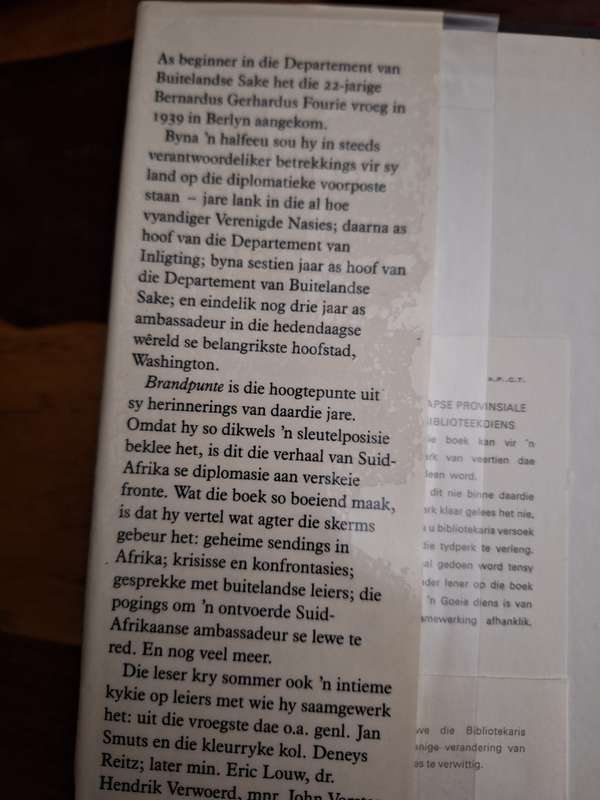 As beginner in die Departement van
Buitelandse Sake het die 22-jarige
Bernardus Gerhardus Fourie vroeg in
1939 in Berlyn aangekom.
Byna 'n halfeeu sou hy in steeds
verantwoordeliker betrekkings vir sy
land op die diplomatieke voorposte
staan – jare lank in die al hoe
vyandiger Verenigde Nasies; daarna as
hoof van die Departement van
Inligting; byna sestien jaar as hoof van
die Departement van Buitelandse
Sake; en eindelik nog drie jaar as
ambassadeur in die hedendaagse
wêreld se belangrikste hoofstad,
Washington.
Brandpunte is die hoogtepunte uit
sy herinnerings van daardie jare.
Omdat hy so dikwels 'n sleutelposisie
beklee het, is dit die verhaal van Suid-
Afrika se diplomasie aan verskeie
fronte. Wat die boek so boeiend maak,
is dat hy vertel wat agter die skerms
gebeur het: geheime sendings in
Afrika; krisisse en konfrontasies;
gesprekke met buitelandse leiers; die
pogings om 'n ontvoerde Suid-
Afrikaanse ambassadeur se lewe te
red. En nog veel meer.
Die leser kry sommer ook 'n intieme
kykie op leiers met wie hy saamgewerk
het: uit die vroegste dae o.a. genl. Jan
Smuts en die kleurryke kol. Deneys
Reitz; later min. Eric Louw, dr.
Hendrik Verwoerd, mnr. John
PROVINSIALE
boek kan vir 'n
van veertien dae
word.
dit nie binne daardie
klaar gelees het nie,
u bibliotekaris versoek
tydperk te verleng.
gedoen word tensy
lener op die boek
'n Goeie diens is van
afhanklik.
die Bibliotekaris
verandering van
te verwittig.